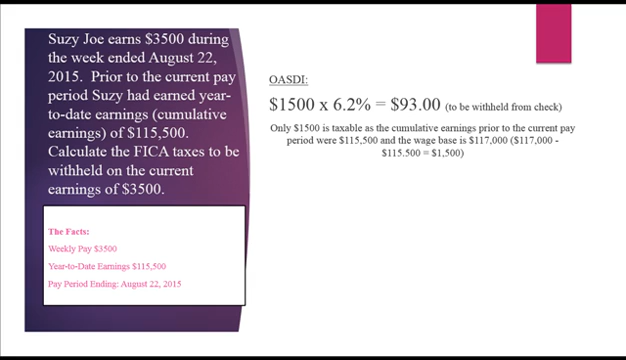 Suzy Joe earns $3500 during
the week ended August 22,
2015. Prior to the current pay
period Suzy had earned year-
to-date earnings (cumulative
earnings) of $115,500.
Calculate the FICA taxes to be
withheld on the current
earnings of $3500.
The Facts:
Weekly Pay $3500
Year-to-Date Earnings $115,500
Pay Period Ending: August 22, 2015
OASDI:
$1500 x 6.2% = $93.00 (to be withheld from check)
Only $1500 is taxable as the cumulative earnings prior to the current pay
period were $115,500 and the wage base is $117,000 ($117,000 -
$115.500 = $1,500)